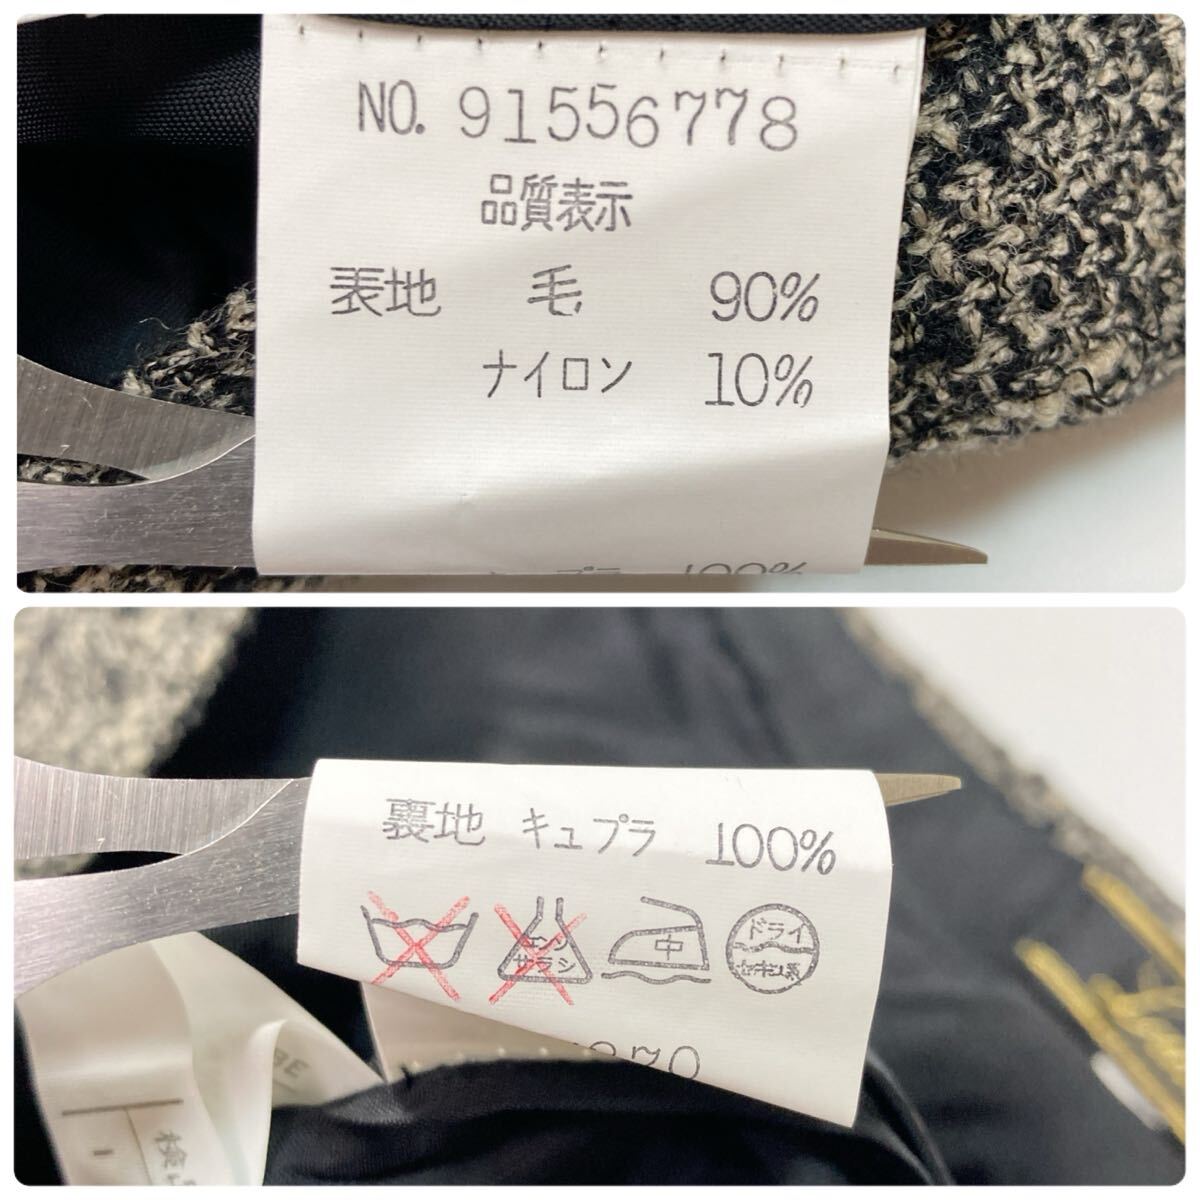 NO. 91556778
品質表示
表地 毛 90%
ナイロン 10%
裏地 キュプラ 100%
エンソ
サラシ
中
ドライ
検